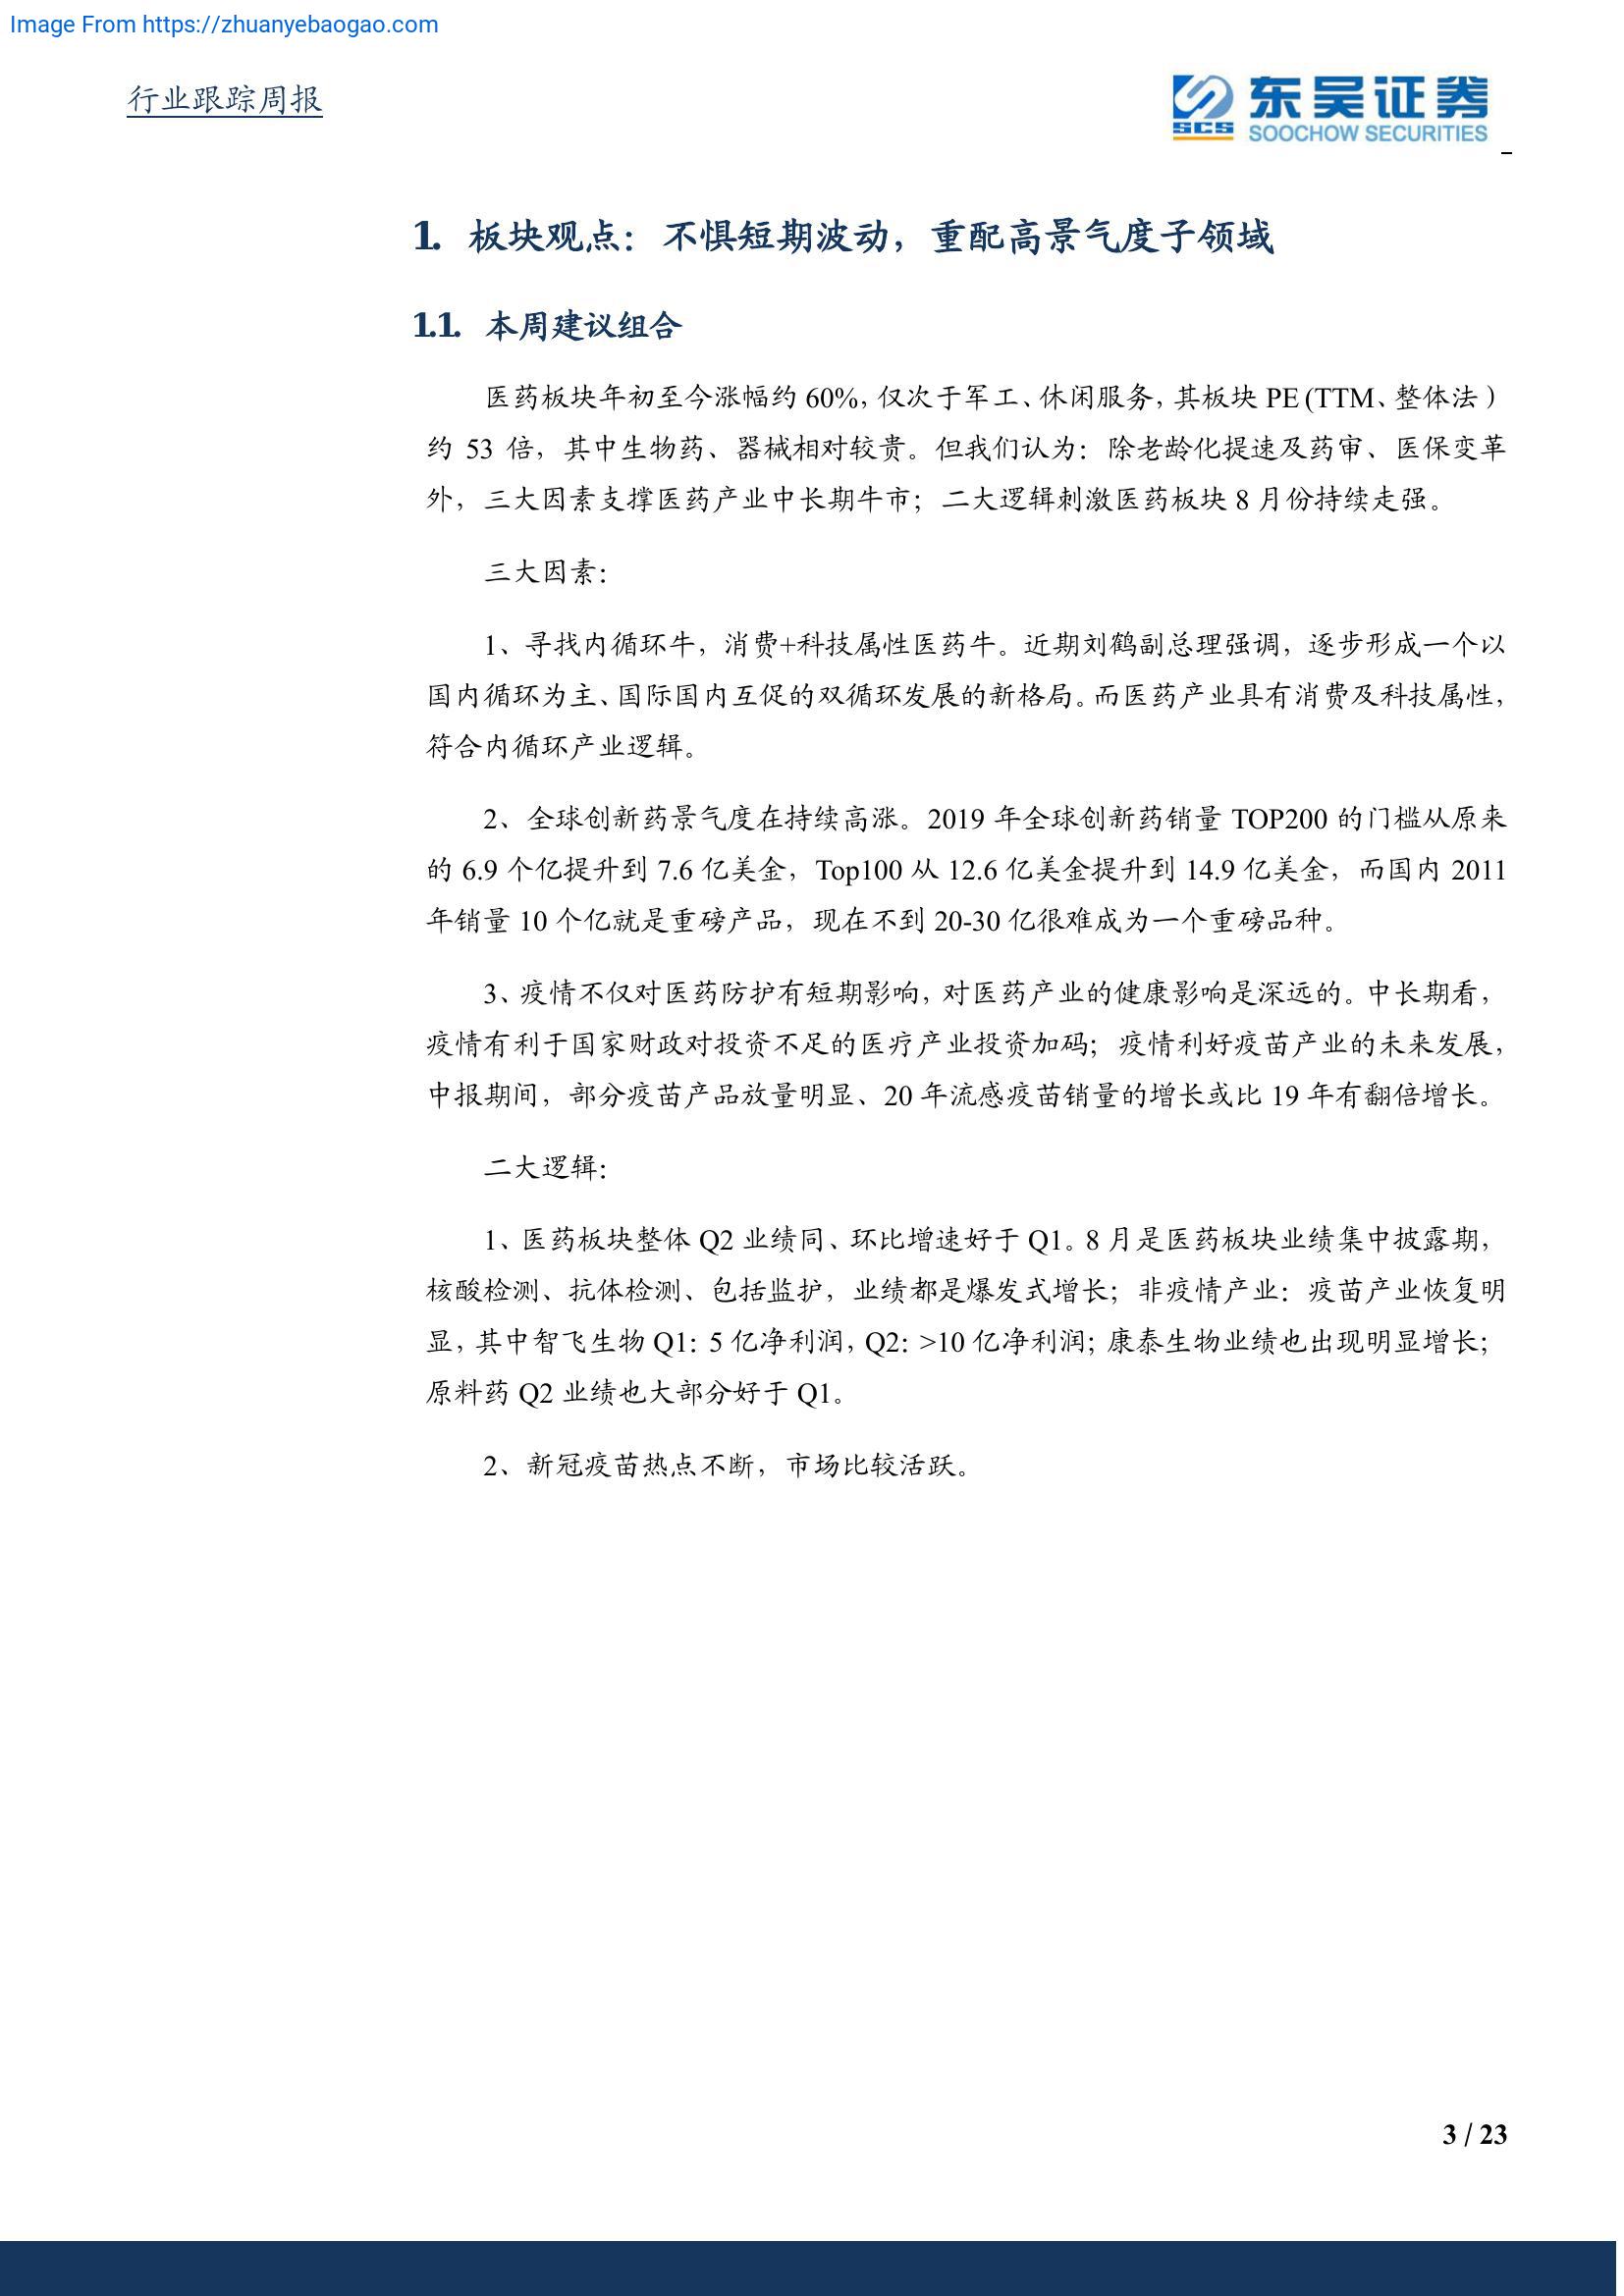 Image From https://zhuanyebaogao.com
行业跟踪周报
SCS 东吴证券
SOOCHOW SECURITIES
1. 板块观点：不惧短期波动，重配高景气度子领域
1.1. 本周建议组合
医药板块年初至今涨幅约 60%，仅次于军工、休闲服务，其板块 PE (TTM、整体法）
约 53 倍，其中生物药、器械相对较贵。但我们认为：除老龄化提速及药审、医保变革
外，三大因素支撑医药产业中长期牛市；二大逻辑刺激医药板块 8 月份持续走强。
三大因素：
1、寻找内循环牛，消费+科技属性医药牛。近期刘鹤副总理强调，逐步形成一个以
国内循环为主、国际国内互促的双循环发展的新格局。而医药产业具有消费及科技属性，
符合内循环产业逻辑。
2、全球创新药景气度在持续高涨。2019 年全球创新药销量 TOP200 的门槛从原来
的 6.9 个亿提升到 7.6 亿美金，Top100 从 12.6 亿美金提升到 14.9 亿美金，而国内 2011
年销量 10 个亿就是重磅产品，现在不到 20-30 亿很难成为一个重磅品种。
3、疫情不仅对医药防护有短期影响，对医药产业的健康影响是深远的。中长期看，
疫情有利于国家财政对投资不足的医疗产业投资加码；疫情利好疫苗产业的未来发展，
中报期间，部分疫苗产品放量明显、20 年流感疫苗销量的增长或比 19 年有翻倍增长。
二大逻辑：
1、医药板块整体 Q2 业绩同、环比增速好于 Q1。8 月是医药板块业绩集中披露期，
核酸检测、抗体检测、包括监护，业绩都是爆发式增长；非疫情产业：疫苗产业恢复明
显，其中智飞生物 Q1：5 亿净利润，Q2：>10 亿净利润；康泰生物业绩也出现明显增长；
原料药 Q2 业绩也大部分好于 Q1。
2、新冠疫苗热点不断，市场比较活跃。
3 / 23